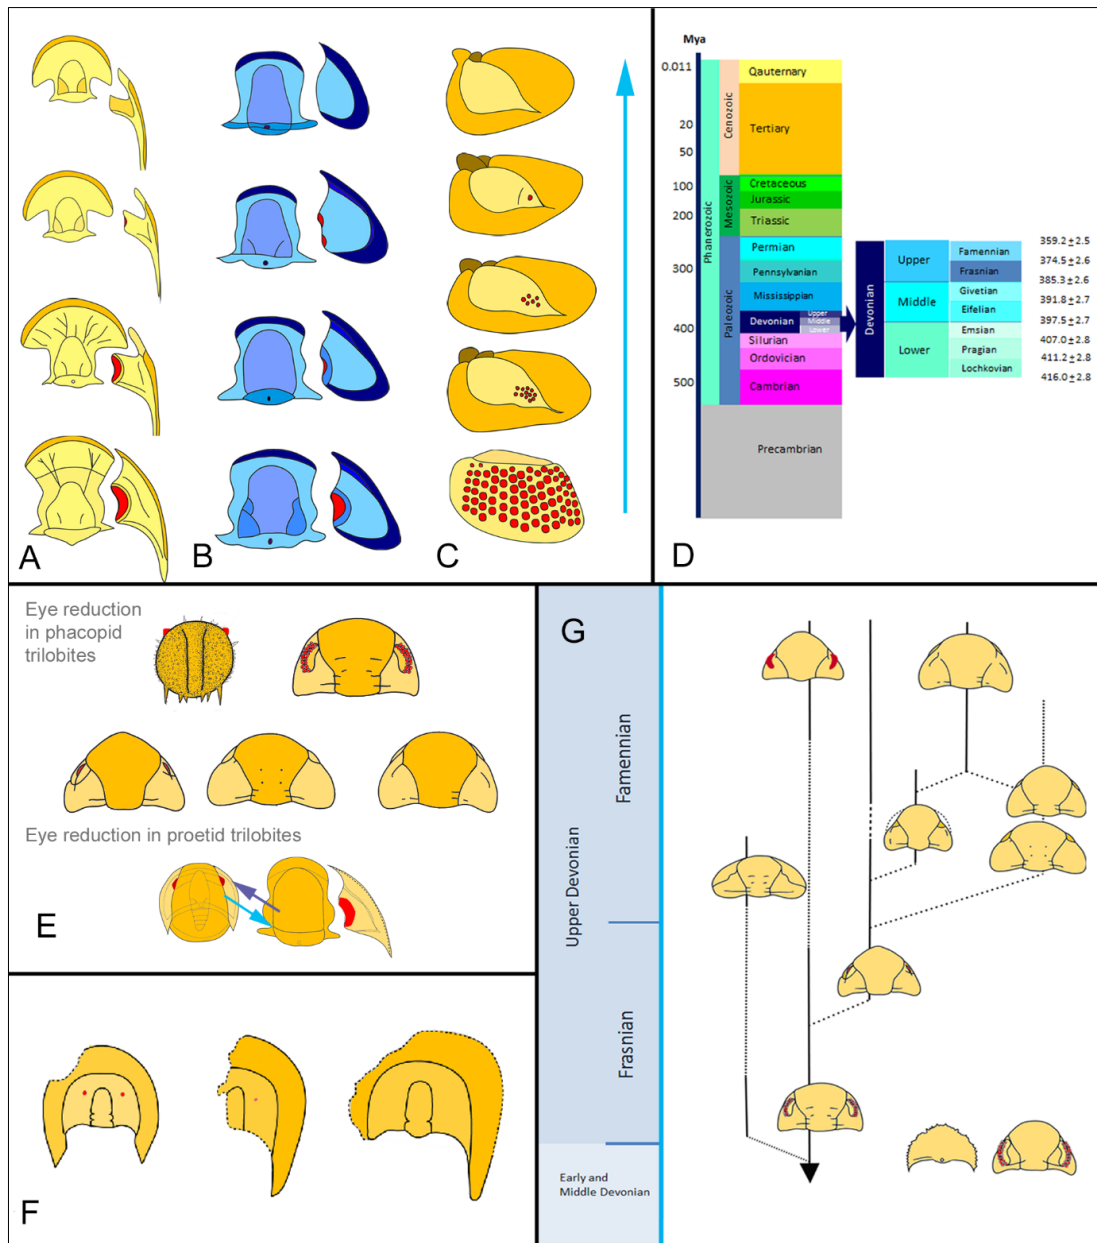 A
B
C
Mya
0.011
20
50
100
200
300
400
500
Phanerozoic
Cenozoic
Mesozoic
Paleozoic
Qauternary
Tertiary
Cretaceous
Jurassic
Triassic
Permian
Pennsylvanian
Mississippian
Devonian
Upper
Middle
Lower
Silurian
Ordovician
Cambrian
Precambrian
Devonian
Upper
Middle
Lower
Famennian
Frasnian
Givetian
Eifelian
Emsian
Pragian
Lochkovian
359.2±2.5
374.5±2.6
385.3±2.6
391.8±2.7
397.5±2.7
407.0±2.8
411.2±2.8
416.0±2.8
D
Eye reduction
in phacopid
trilobites
Eye reduction in proetid trilobites
E
F
G
Upper Devonian
Famennian
Frasnian
Early and
Middle Devonian